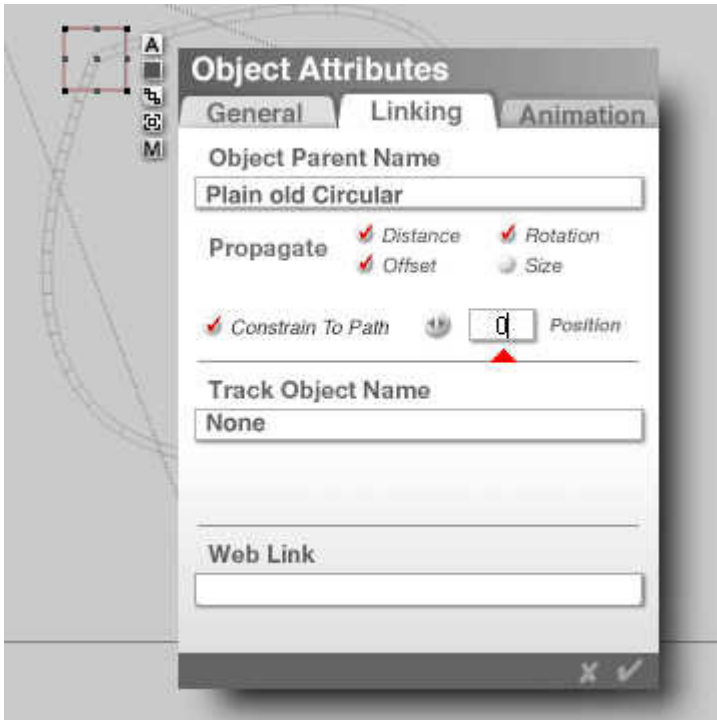 A
M
Object Attributes
General Linking Animation
Object Parent Name
Plain old Circular
Propagate
Distance Rotation
Offset Size
Constrain To Path 0 Position
Track Object Name
None
Web Link